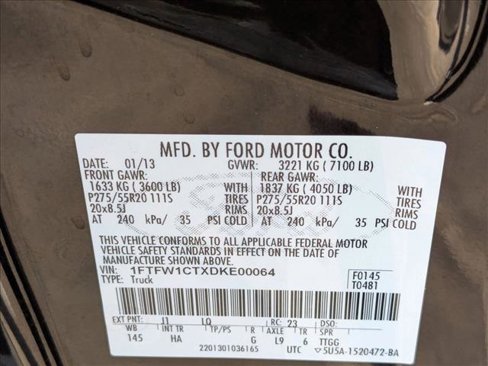 MFD. BY FORD MOTOR CO.
DATE: 01/13 GVWR: 3221 KG ( 7100 LB)
FRONT GAWR: REAR GAWR:
1633 KG ( 3600 LB) WITH 1837 KG ( 4050 LB) WITH
P275/55R20 111S TIRES P275/55R20 111S TIRES
20x8.5J RIMS 20x8.5J RIMS
AT 240 kPa/ 35 PSI COLD AT 240 kPa/ 35 PSI COLD
THIS VEHICLE CONFORMS TO ALL APPLICABLE FEDERAL MOTOR
VEHICLE SAFETY STANDARDS IN EFFECT ON THE DATE OF
MANUFACTURE SHOWN ABOVE.
VIN: 1FTFW1CTXDKE00064 F0145
TYPE: Truck T0481
EXT PNT: J1 LQ RC: 23 DSO:
WB INT TR TP/PS R AXLE TR SPR TTGG
145 HA G L9 6
2201301036165 UTC 5U5A-1520472-BA